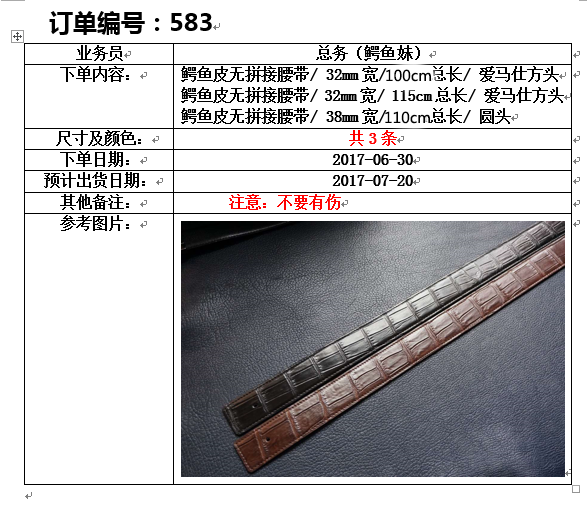 订单编号：583
业务员 总务（鳄鱼妹）
下单内容： 鳄鱼皮无拼接腰带/ 32mm宽/100cm总长/ 爱马仕方头
鳄鱼皮无拼接腰带/ 32mm宽/ 115cm总长/ 爱马仕方头
鳄鱼皮无拼接腰带/ 38mm宽/110cm总长/ 圆头
尺寸及颜色： 共3条
下单日期： 2017-06-30
预计出货日期： 2017-07-20
其他备注： 注意：不要有伤
参考图片：